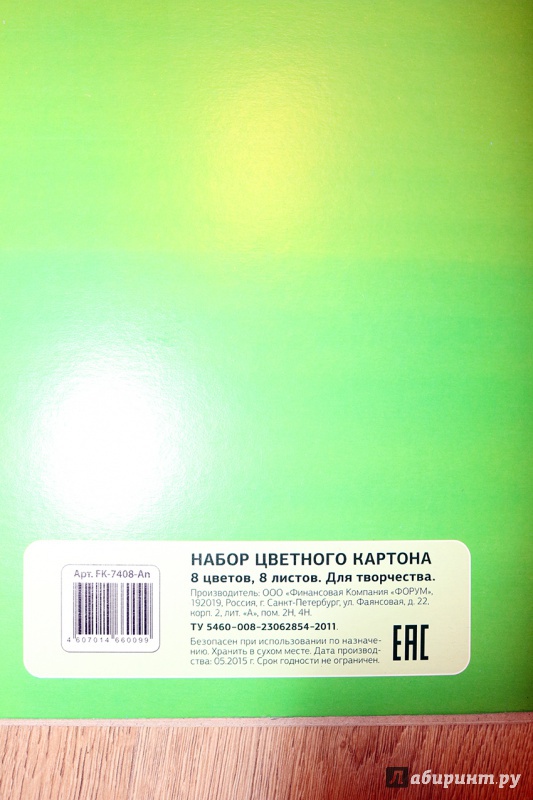 Арт. FK-7408-Ап
4 607014 660099
НАБОР ЦВЕТНОГО КАРТОНА
8 цветов, 8 листов. Для творчества.
Производитель: ООО «Финансовая Компания «ФОРУМ»,
192019, Россия, г. Санкт-Петербург, ул. Фаянсовая, д. 22,
корп. 2, лит. «А», пом. 2Н, 4Н.
ТУ 5460-008-23062854-2011.
Безопасен при использовании по назначе-
нию. Хранить в сухом месте. Дата производ-
ства: 05.2015 г. Срок годности не ограничен.
ЕАС
Лабиринт.ру